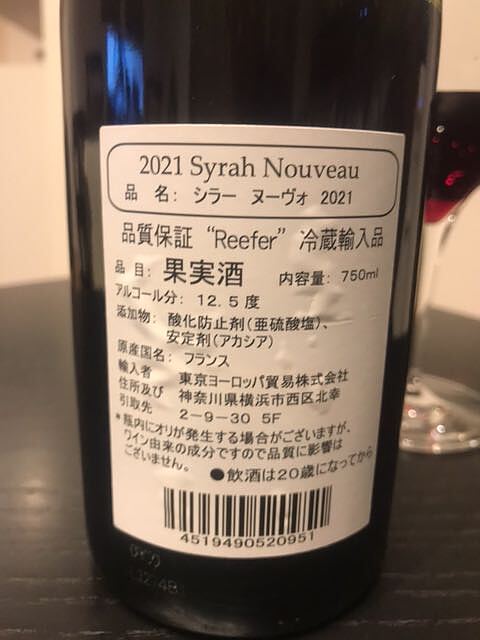 2021 Syrah Nouveau
品 名: シラー ヌーヴォ 2021
品質保証 “Reefer” 冷蔵輸入品
品目: 果実酒 内容量: 750ml
アルコール分: 12.5度
添加物: 酸化防止剤(亜硫酸塩)、
安定剤(アカシア)
原産国名: フランス
輸入者 東京ヨーロッパ貿易株式会社
住所及び 神奈川県横浜市西区北幸
引取先 2-9-30 5F
*瓶内にオリが発生する場合がございますが、
ワイン由来の成分ですので品質に影響は
ございません。 ●飲酒は20歳になってから
4519490520951